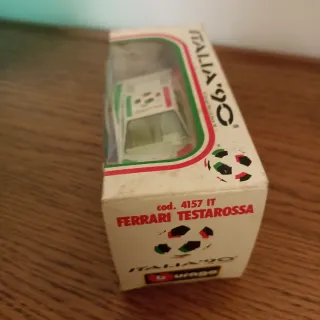 ITALIA '90
cod. 4157 IT
FERRARI TESTAROSSA
ITALIA '90
Burago